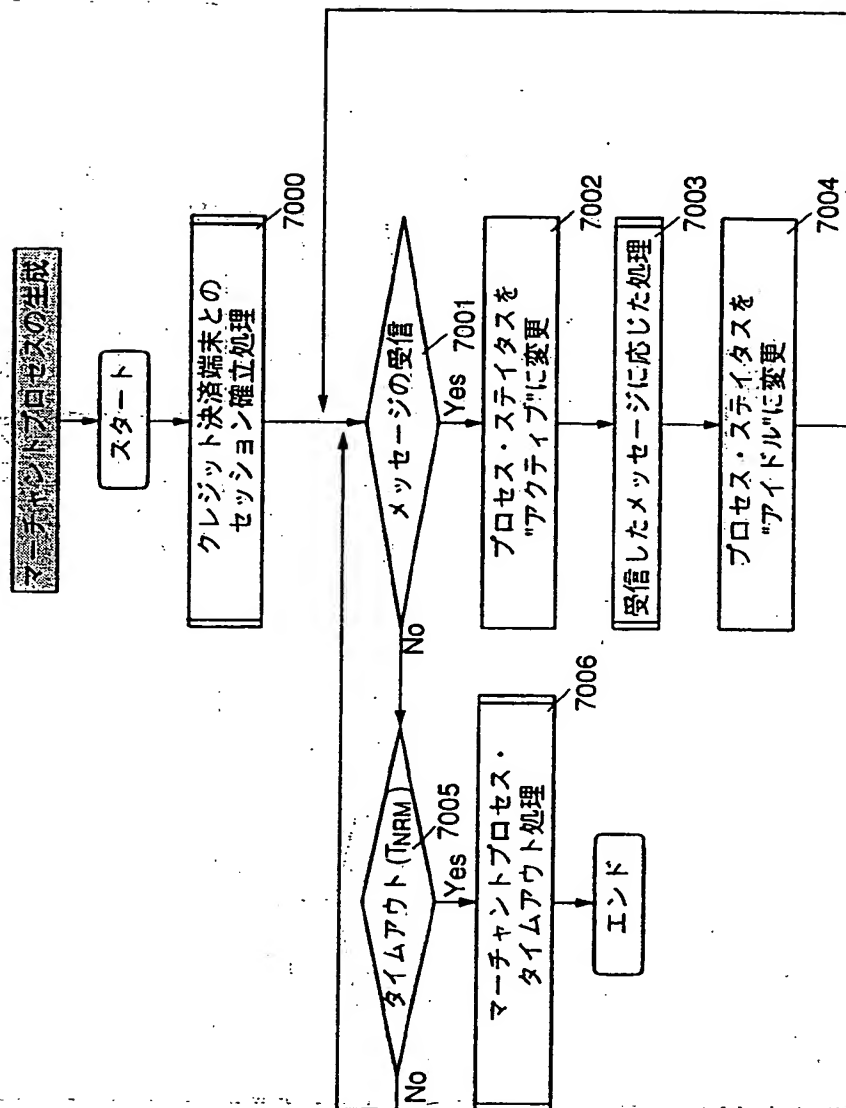 マーチャントプロセスの生成
スタート
クレジット決済端末との
セッション確立処理
7000
メッセージの受信
7001
Yes
No
プロセス・ステイタスを
"アクティブ"に変更
7002
受信したメッセージに応じた処理
7003
プロセス・ステイタスを
"アイドル"に変更
7004
タイムアウト(TNRM)
7005
Yes
No
マーチャントプロセス・
タイムアウト処理
7006
エンド